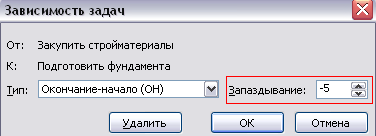 Зависимость задач
От: Закупить стройматериалы
К: Подготовить фундамента
Тип: Окончание-начало (ОН) Запаздывание: -5
Удалить ОК Отмена